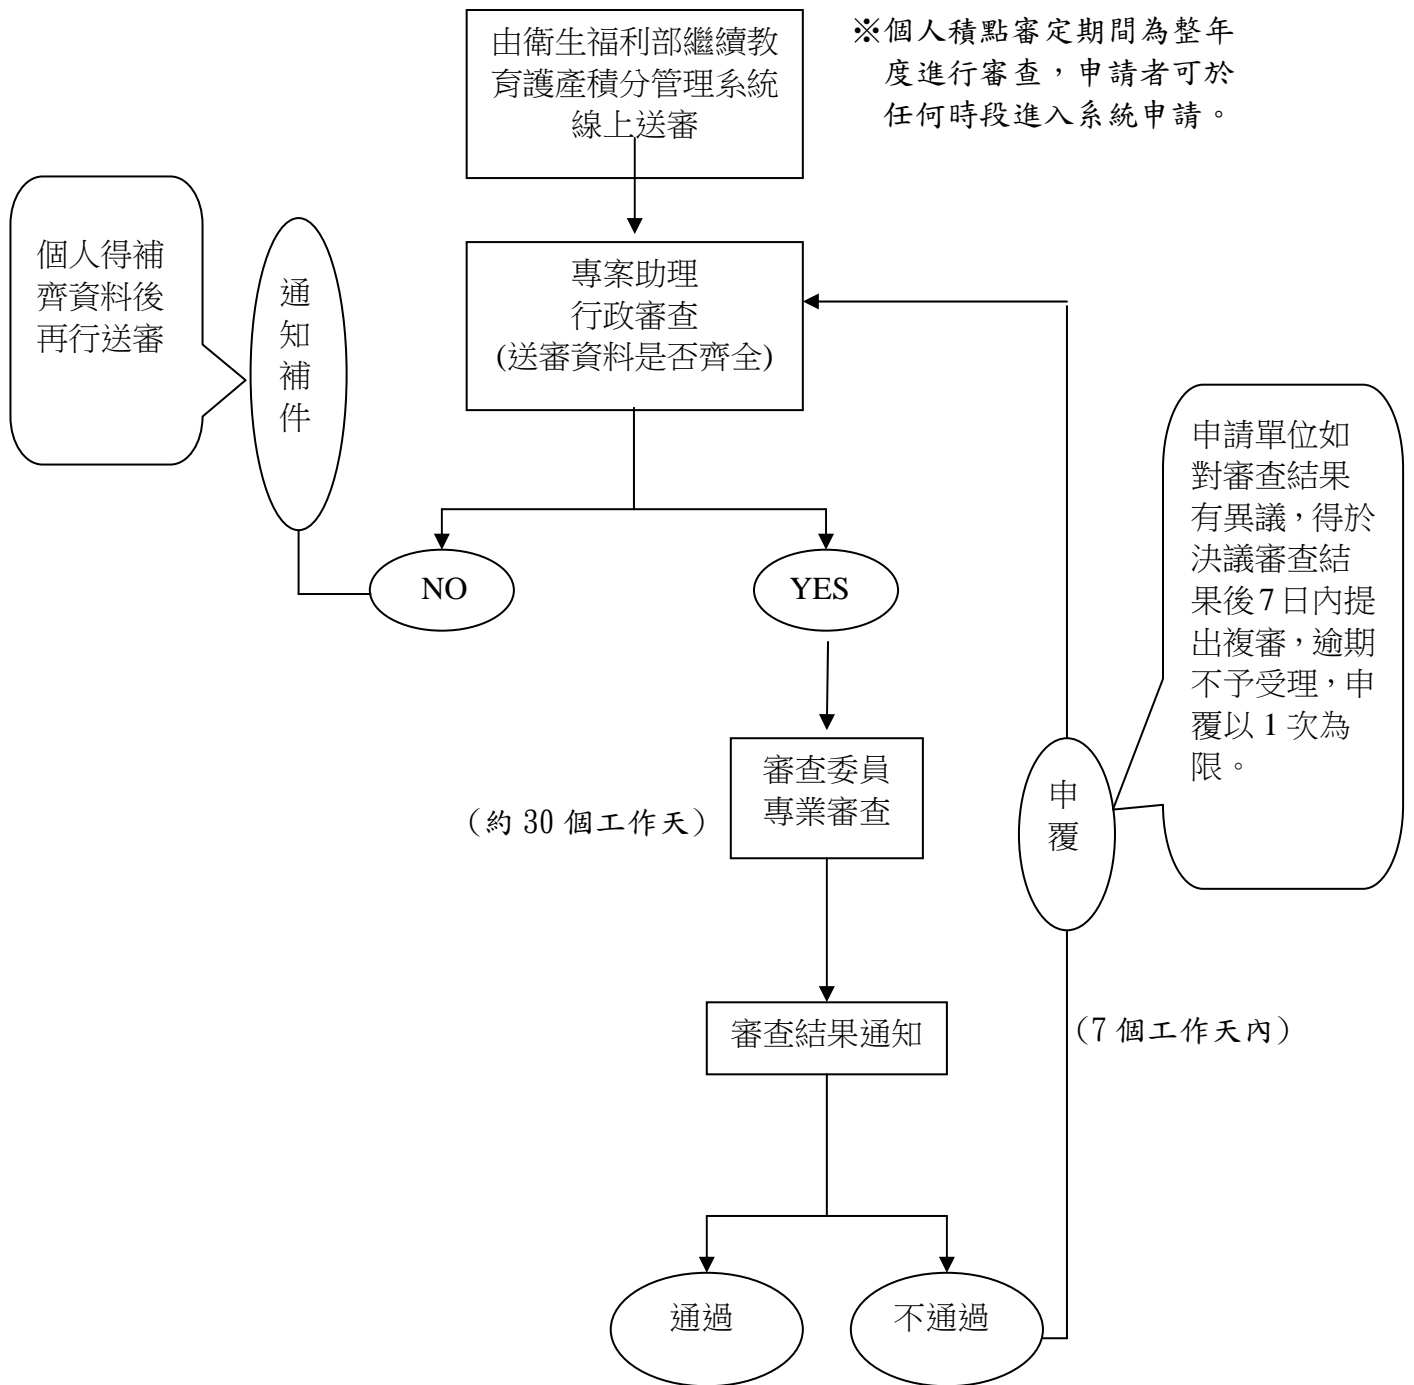 由衛生福利部繼續教
育護產積分管理系統
線上送審
※個人積點審定期間為整年
度進行審查，申請者可於
任何時段進入系統申請。
個人得補
齊資料後
再行送審
通
知
補
件
專案助理
行政審查
(送審資料是否齊全)
NO
YES
申請單位如
對審查結果
有異議，得於
決議審查結
果後 7 日內提
出複審，逾期
不予受理，申
覆以 1 次為
限。
審查委員
專業審查
（約 30 個工作天）
申
覆
審查結果通知
（7 個工作天內）
通過
不通過